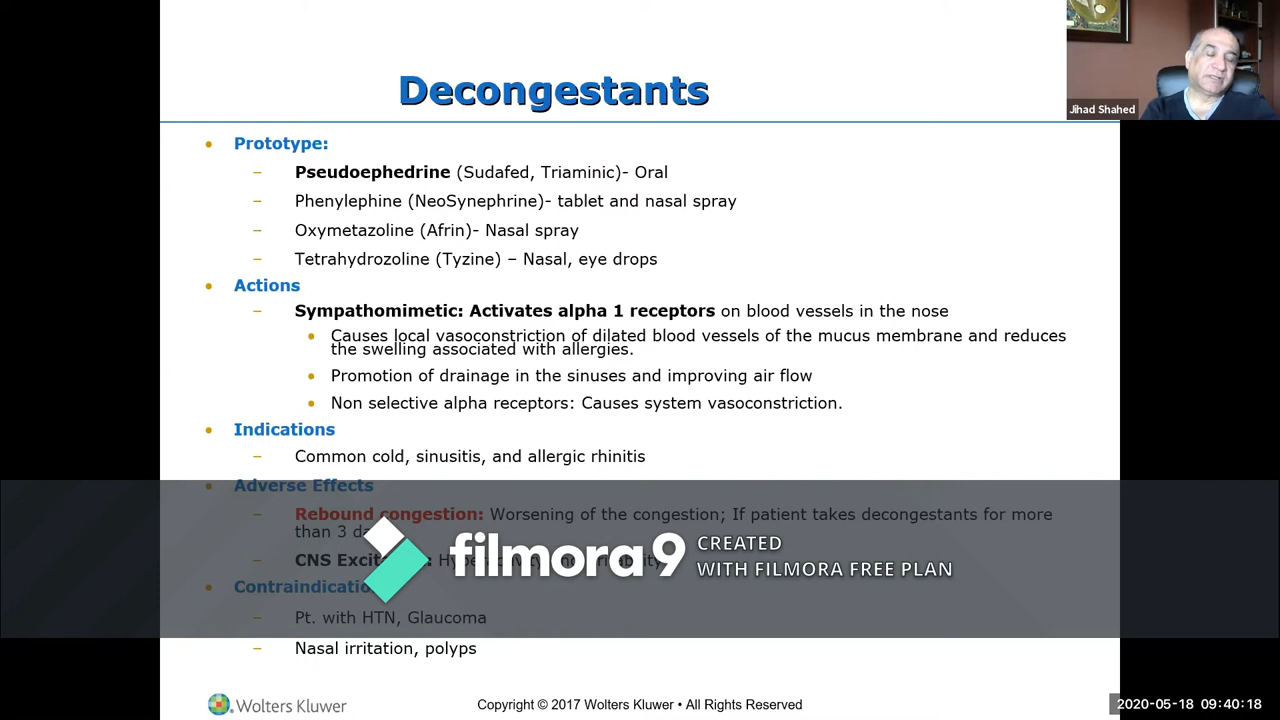 Decongestants
Jihad Shahed
• Prototype:
– Pseudoephedrine (Sudafed, Triaminic)- Oral
– Phenylephine (NeoSynephrine)- tablet and nasal spray
– Oxymetazoline (Afrin)- Nasal spray
– Tetrahydrozoline (Tyzine) – Nasal, eye drops
• Actions
– Sympathomimetic: Activates alpha 1 receptors on blood vessels in the nose
• Causes local vasoconstriction of dilated blood vessels of the mucus membrane and reduces
the swelling associated with allergies.
• Promotion of drainage in the sinuses and improving air flow
• Non selective alpha receptors: Causes system vasoconstriction.
• Indications
– Common cold, sinusitis, and allergic rhinitis
• Adverse Effects
– Rebound congestion: Worsening of the congestion; If patient takes decongestants for more
than 3
– CNS
• 
– Pt. with HTN, Glaucoma
– Nasal irritation, polyps
filmora9 CREATED
WITH FILMORA FREE PLAN
Wolters Kluwer
Copyright © 2017 Wolters Kluwer • All Rights Reserved
2020-05-18 09:40:18